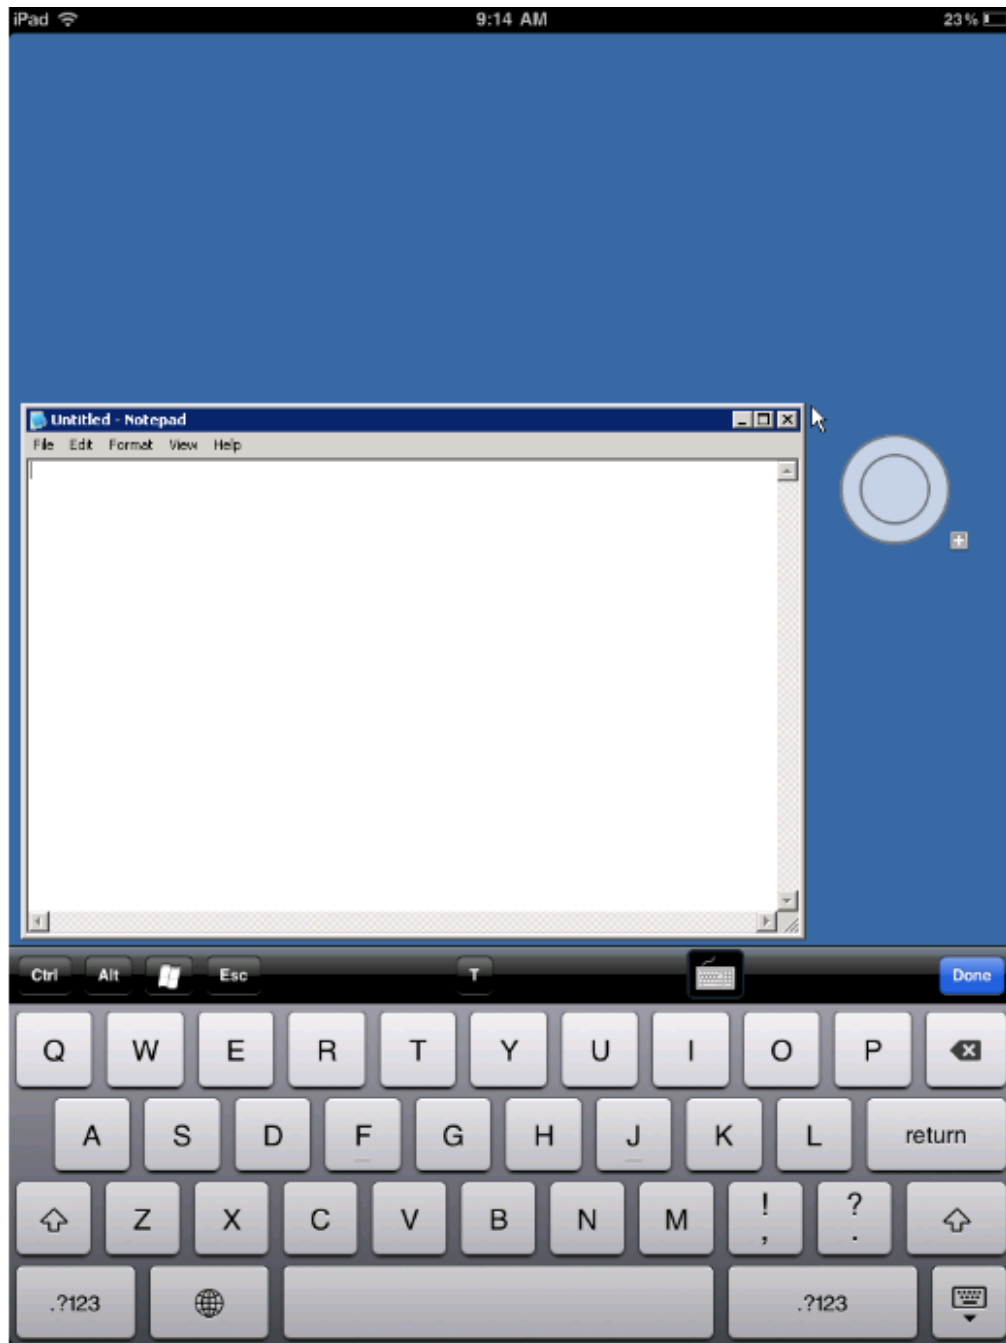 iPad 9:14 AM 23%
Untitled - Notepad
File Edit Format View Help
Ctrl Alt Esc T Done
Q W E R T Y U I O P
A S D F G H J K L return
Z X C V B N M ! , ? .
.?123 .?123